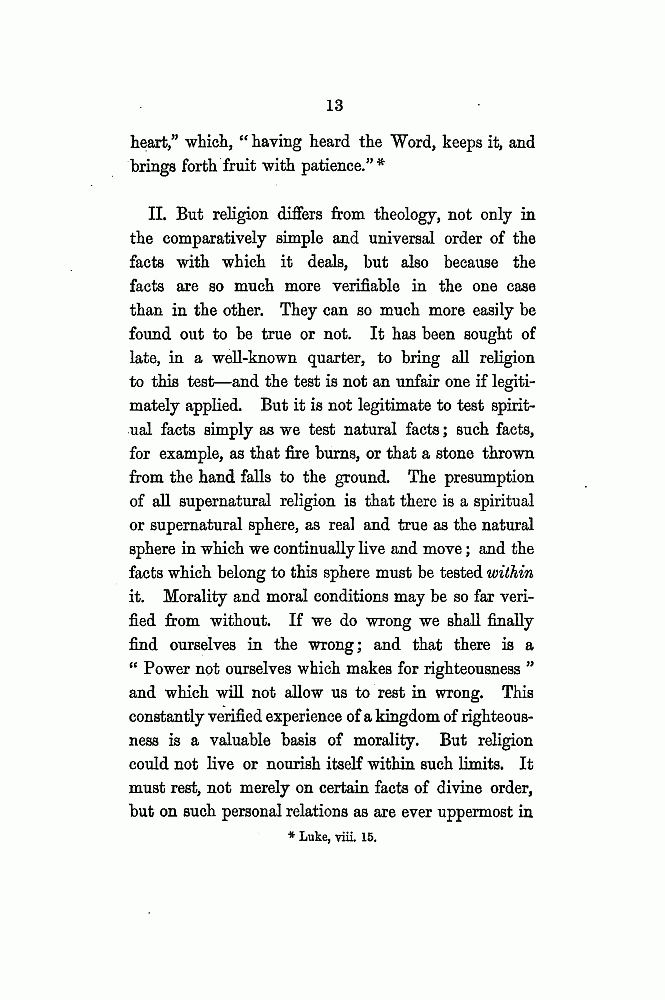 13
heart,” which, “having heard the Word, keeps it, and
brings forth fruit with patience.” *
II. But religion differs from theology, not only in
the comparatively simple and universal order of the
facts with which it deals, but also because the
facts are so much more verifiable in the one case
than in the other. They can so much more easily be
found out to be true or not. It has been sought of
late, in a well-known quarter, to bring all religion
to this test—and the test is not an unfair one if legiti-
mately applied. But it is not legitimate to test spirit-
ual facts simply as we test natural facts; such facts,
for example, as that fire burns, or that a stone thrown
from the hand falls to the ground. The presumption
of all supernatural religion is that there is a spiritual
or supernatural sphere, as real and true as the natural
sphere in which we continually live and move; and the
facts which belong to this sphere must be tested within
it. Morality and moral conditions may be so far veri-
fied from without. If we do wrong we shall finally
find ourselves in the wrong; and that there is a
“ Power not ourselves which makes for righteousness ”
and which will not allow us to rest in wrong. This
constantly verified experience of a kingdom of righteous-
ness is a valuable basis of morality. But religion
could not live or nourish itself within such limits. It
must rest, not merely on certain facts of divine order,
but on such personal relations as are ever uppermost in
* Luke, viii. 15.